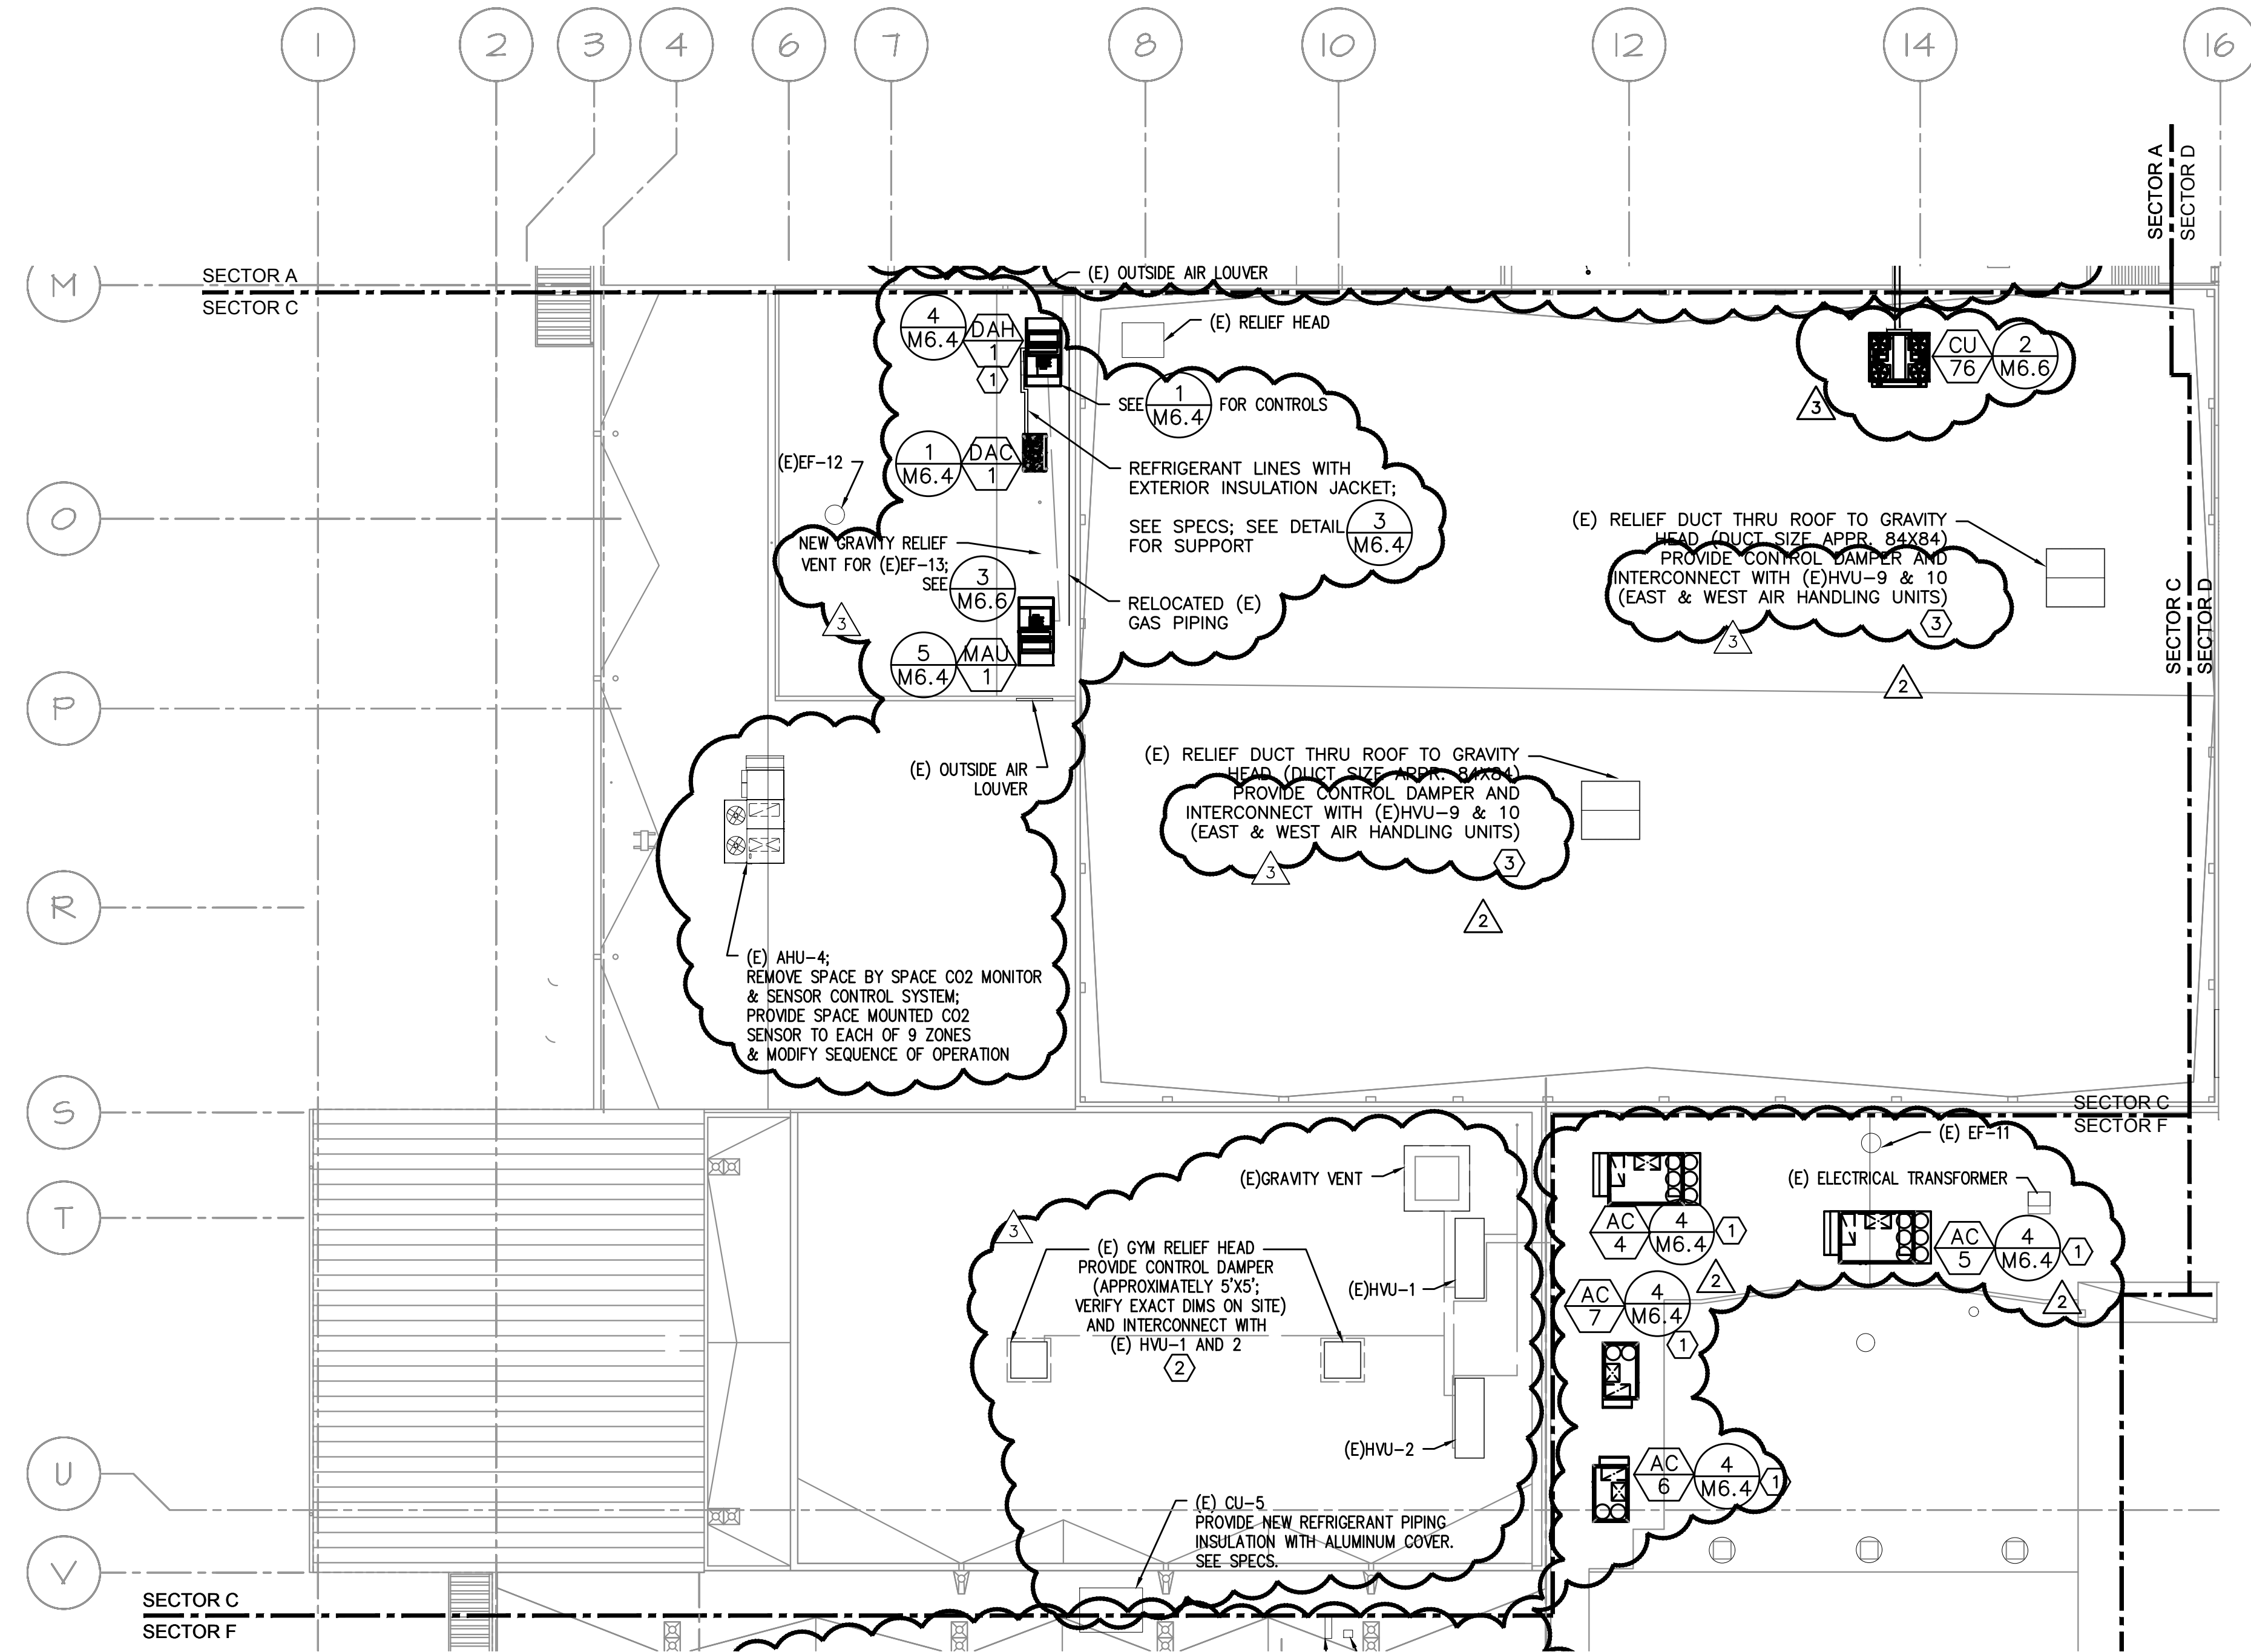 1 2 3 4 6 7 8 10 12 14 16
SECTOR A
SECTOR D
M
SECTOR A
SECTOR C
(E) OUTSIDE AIR LOUVER
(E) RELIEF HEAD
4
M6.4
DAH
1
1
SEE 1
M6.4 FOR CONTROLS
CU
76
2
M6.6
3
1
M6.4
DAC
1
(E)EF-12
REFRIGERANT LINES WITH
EXTERIOR INSULATION JACKET;
SEE SPECS; SEE DETAIL
FOR SUPPORT
3
M6.4
O
NEW GRAVITY RELIEF
VENT FOR (E)EF-13;
SEE
3
M6.6
3
RELOCATED (E)
GAS PIPING
5
M6.4
MAU
1
(E) RELIEF DUCT THRU ROOF TO GRAVITY
HEAD (DUCT SIZE APPR. 84X84)
PROVIDE CONTROL DAMPER AND
INTERCONNECT WITH (E)HVU-9 & 10
(EAST & WEST AIR HANDLING UNITS)
3
3
2
SECTOR C
SECTOR D
P
(E) OUTSIDE AIR
LOUVER
(E) RELIEF DUCT THRU ROOF TO GRAVITY
HEAD (DUCT SIZE APPR. 84X84)
PROVIDE CONTROL DAMPER AND
INTERCONNECT WITH (E)HVU-9 & 10
(EAST & WEST AIR HANDLING UNITS)
3
3
2
R
(E) AHU-4;
REMOVE SPACE BY SPACE CO2 MONITOR
& SENSOR CONTROL SYSTEM;
PROVIDE SPACE MOUNTED CO2
SENSOR TO EACH OF 9 ZONES
& MODIFY SEQUENCE OF OPERATION
S
SECTOR C
SECTOR F
(E) EF-11
(E)GRAVITY VENT
(E) ELECTRICAL TRANSFORMER
T
3
(E) GYM RELIEF HEAD
PROVIDE CONTROL DAMPER
(APPROXIMATELY 5'X5';
VERIFY EXACT DIMS ON SITE)
AND INTERCONNECT WITH
(E) HVU-1 AND 2
2
(E)HVU-1
AC
4
4
M6.4
1
2
AC
5
4
M6.4
1
2
AC
7
4
M6.4
1
(E)HVU-2
AC
6
4
M6.4
1
U
(E) CU-5
PROVIDE NEW REFRIGERANT PIPING
INSULATION WITH ALUMINUM COVER.
SEE SPECS.
V
SECTOR C
SECTOR F